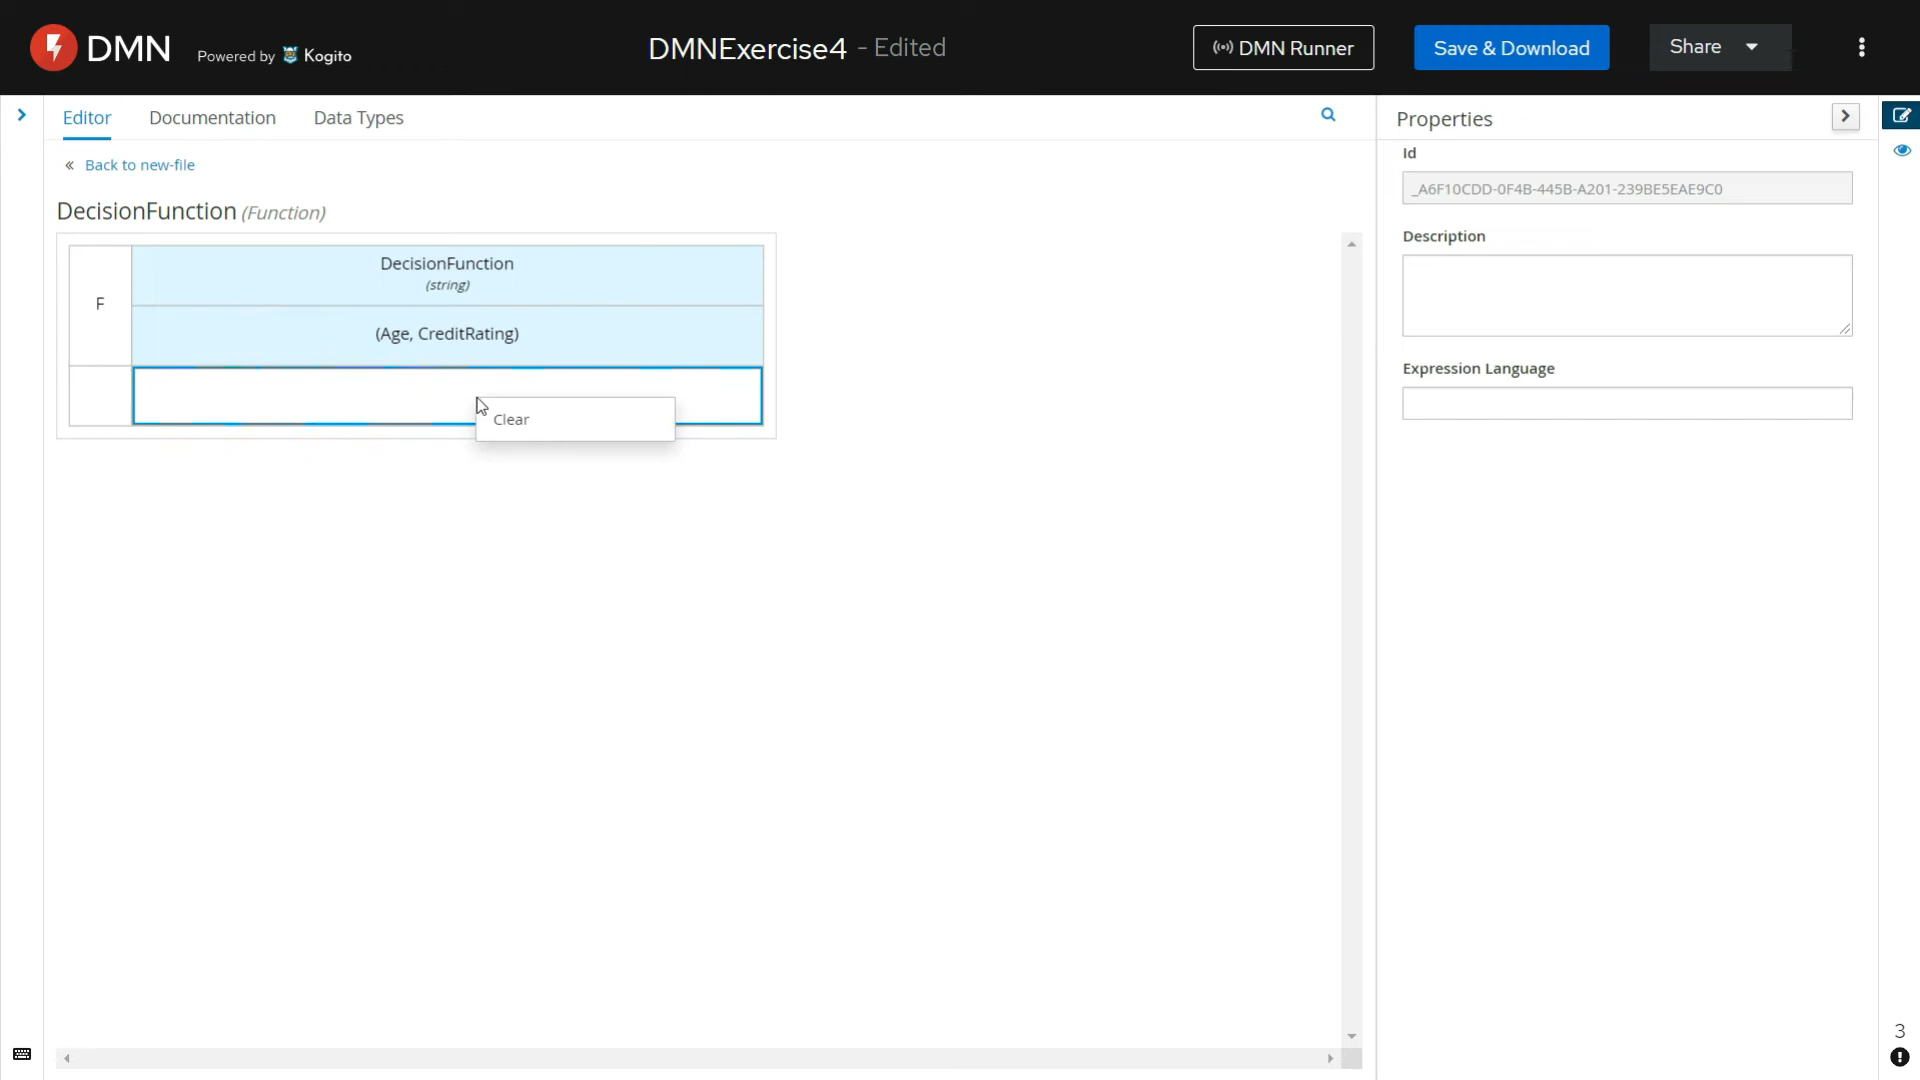 DMN Powered by Kogito
DMNExercise4 - Edited
DMN Runner
Save & Download
Share
Editor Documentation Data Types
« Back to new-file
DecisionFunction (Function)
F
DecisionFunction
(string)
(Age, CreditRating)
Clear
Properties
Id
_A6F10CDD-0F4B-445B-A201-239BE5EAE9C0
Description
Expression Language
3